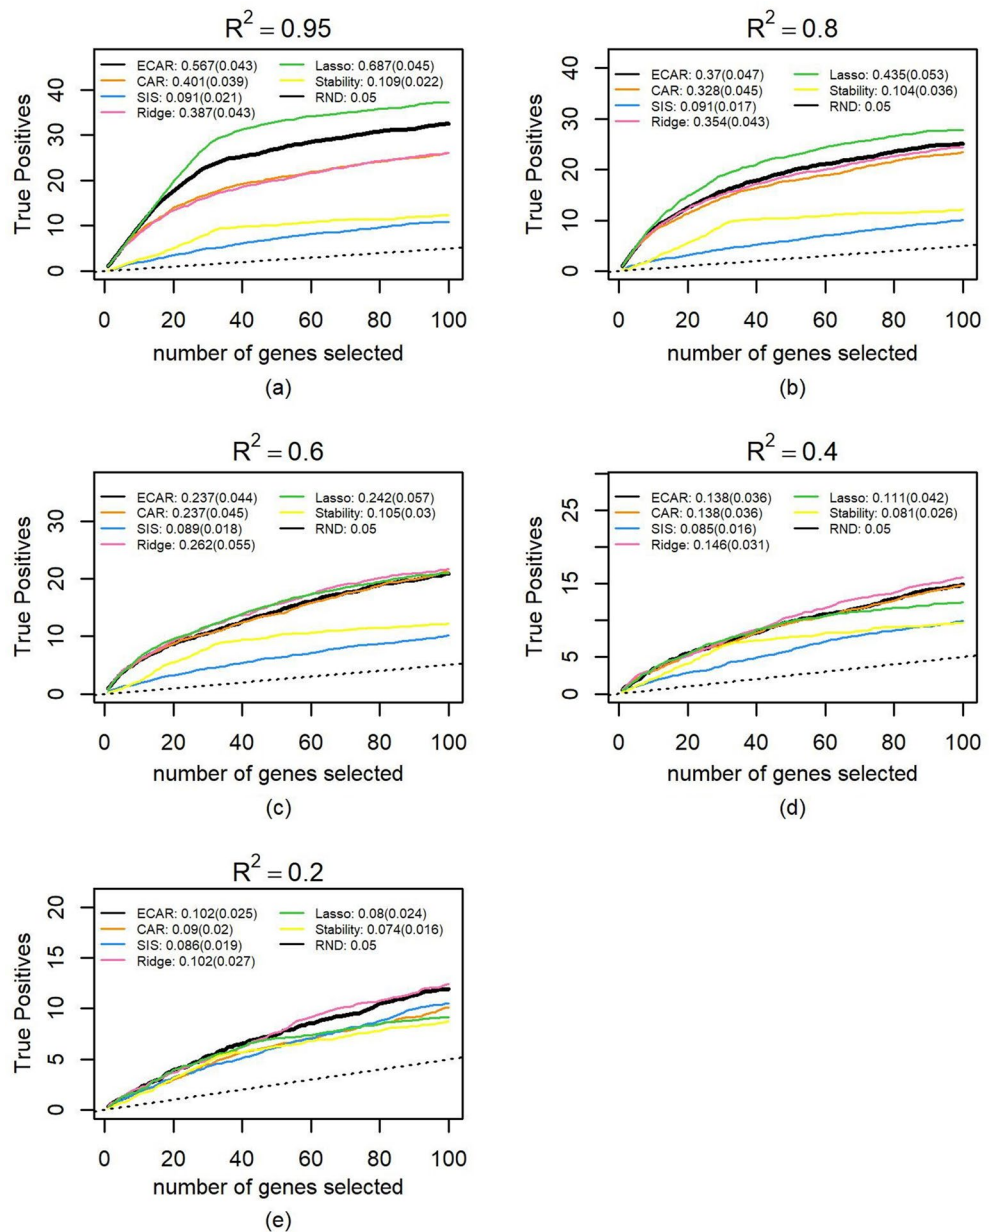 R² = 0.95
ECAR: 0.567(0.043)
CAR: 0.401(0.039)
SIS: 0.091(0.021)
Ridge: 0.387(0.043)
Lasso: 0.687(0.045)
Stability: 0.109(0.022)
RND: 0.05
True Positives
0 10 20 30 40
0 20 40 60 80 100
number of genes selected
(a)
R² = 0.8
ECAR: 0.37(0.047)
CAR: 0.328(0.045)
SIS: 0.091(0.017)
Ridge: 0.354(0.043)
Lasso: 0.435(0.053)
Stability: 0.104(0.036)
RND: 0.05
True Positives
0 10 20 30 40
0 20 40 60 80 100
number of genes selected
(b)
R² = 0.6
ECAR: 0.237(0.044)
CAR: 0.237(0.045)
SIS: 0.089(0.018)
Ridge: 0.262(0.055)
Lasso: 0.242(0.057)
Stability: 0.105(0.03)
RND: 0.05
True Positives
0 10 20 30
0 20 40 60 80 100
number of genes selected
(c)
R² = 0.4
ECAR: 0.138(0.036)
CAR: 0.138(0.036)
SIS: 0.085(0.016)
Ridge: 0.146(0.031)
Lasso: 0.111(0.042)
Stability: 0.081(0.026)
RND: 0.05
True Positives
0 5 15 25
0 20 40 60 80 100
number of genes selected
(d)
R² = 0.2
ECAR: 0.102(0.025)
CAR: 0.09(0.02)
SIS: 0.086(0.019)
Ridge: 0.102(0.027)
Lasso: 0.08(0.024)
Stability: 0.074(0.016)
RND: 0.05
True Positives
0 5 10 15 20
0 20 40 60 80 100
number of genes selected
(e)